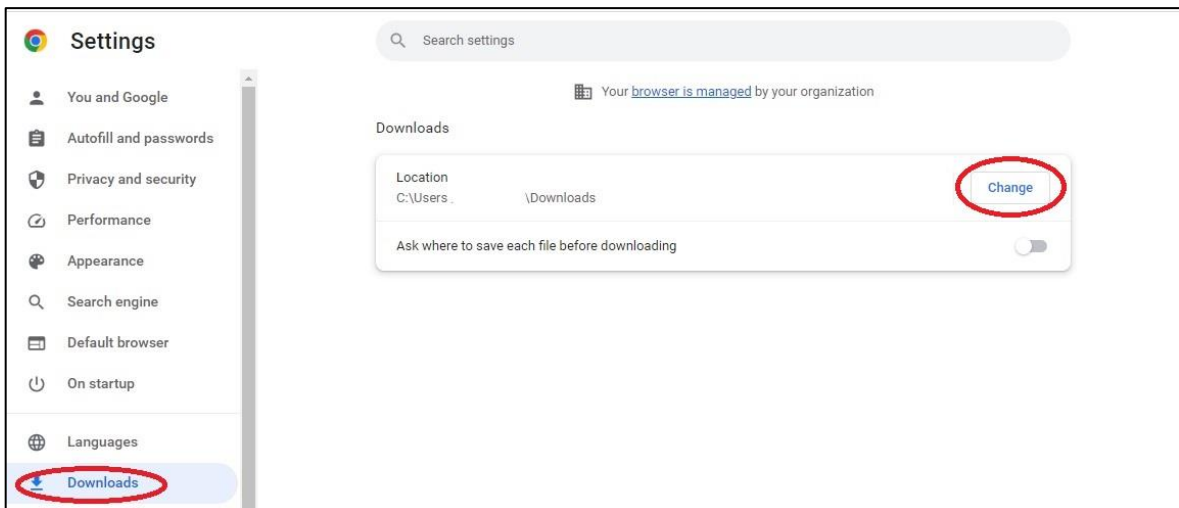 Settings
Search settings
You and Google
Autofill and passwords
Privacy and security
Performance
Appearance
Search engine
Default browser
On startup
Languages
Downloads
Your browser is managed by your organization
Downloads
Location
C:\Users \Downloads
Change
Ask where to save each file before downloading